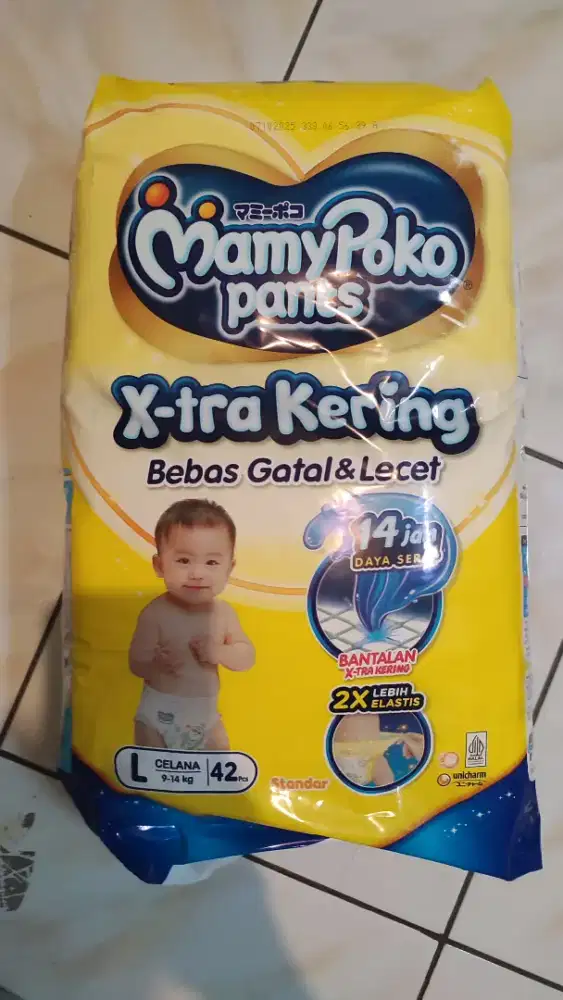 マミーポコ
MamyPoko
pants
X-tra Kering
Bebas Gatal & Lecet
14 jam
DAYA SERAP
BANTALAN
X-TRA KERING
2X LEBIH ELASTIS
L CELANA 9-14 kg 42 Pcs
Standar
unicharm
ユニ・チャーム